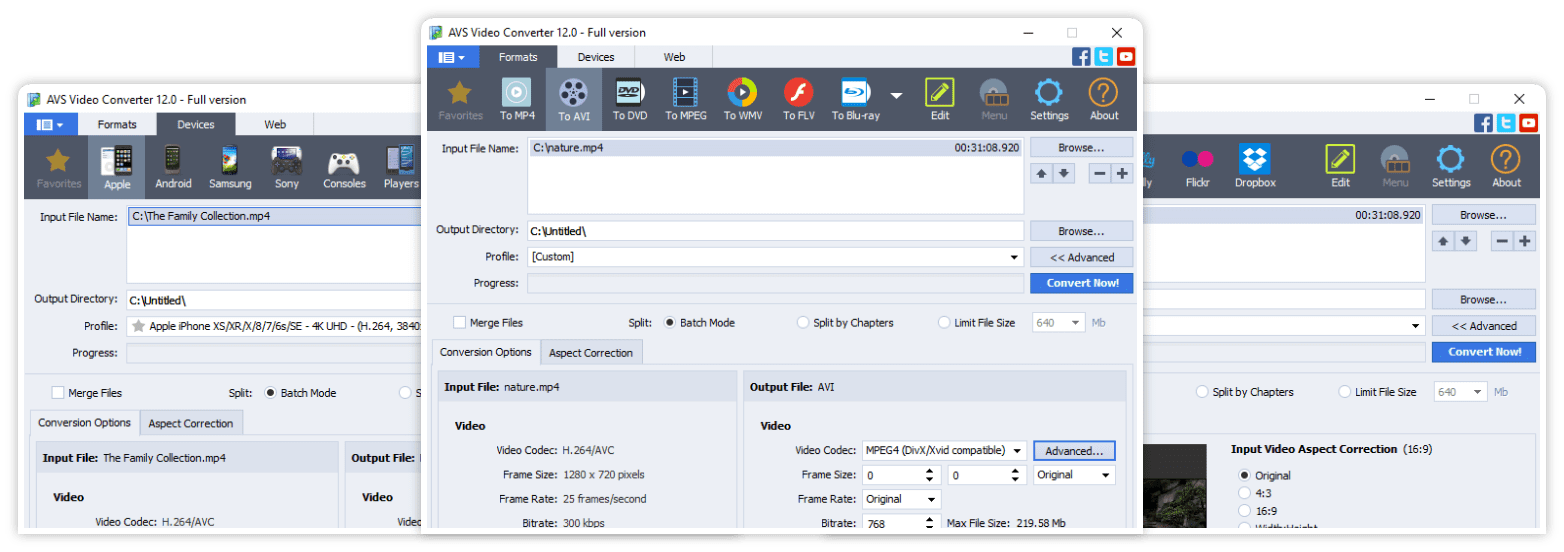 AVS Video Converter 12.0 - Full version
Formats Devices Web
Favorites Apple Android Samsung Sony Consoles Players
Input File Name: C:\The Family Collection.mp4
Output Directory: C:\Untitled\
Profile: Apple iPhone XS/XR/X/8/7/6s/SE - 4K UHD - (H.264, 3840
Progress:
Merge Files Split: Batch Mode
Conversion Options Aspect Correction
Input File: The Family Collection.mp4 Output File:
Video Video
Video Codec: H.264/AVC
AVS Video Converter 12.0 - Full version
Formats Devices Web
Favorites To MP4 To AVI To DVD To MPEG To WMV To FLV To Blu-ray Edit Menu Settings About
Input File Name: C:\nature.mp4 00:31:08.920 Browse...
Output Directory: C:\Untitled\ Browse...
Profile: [Custom] << Advanced
Progress: Convert Now!
Merge Files Split: Batch Mode Split by Chapters Limit File Size 640 Mb
Conversion Options Aspect Correction
Input File: nature.mp4 Output File: AVI
Video Video
Video Codec: H.264/AVC Video Codec: MPEG4 (DivX/Xvid compatible) Advanced...
Frame Size: 1280 x 720 pixels Frame Size: 0 0 Original
Frame Rate: 25 frames/second Frame Rate: Original
Bitrate: 300 kbps Bitrate: 768 Max File Size: 219.58 Mb
Flickr Dropbox Edit Menu Settings About
00:31:08.920 Browse...
Browse...
<< Advanced
Convert Now!
Split by Chapters Limit File Size 640 Mb
Input Video Aspect Correction (16:9)
Original
4:3
16:9